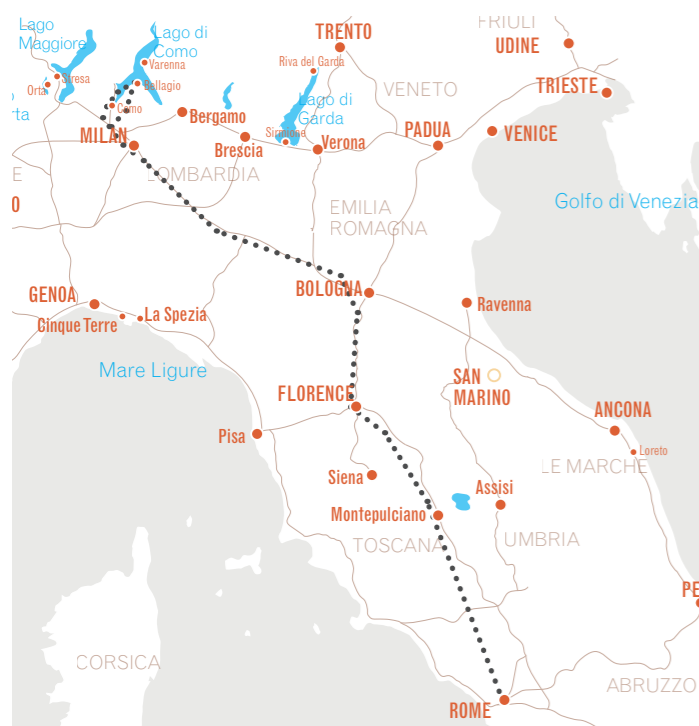 FRIULI
Lago
Maggiore
Lago di
Como
TRENTO
UDINE
Varenna
Riva del Garda
Stresa
Bellagio
Orta
VENETO
TRIESTE
Lago di
Garda
Como
rta
Bergamo
MILAN
Sirmione
PADUA
VENICE
Brescia
Verona
E
LOMBARDIA
O
EMILIA
ROMAGNA
Golfo di Venezia
GENOA
BOLOGNA
Ravenna
Cinque Terre
La Spezia
Mare Ligure
SAN
MARINO
FLORENCE
ANCONA
Pisa
Loreto
LE MARCHE
Siena
Assisi
Montepulciano
TOSCANA
UMBRIA
PE
CORSICA
ABRUZZO
ROME